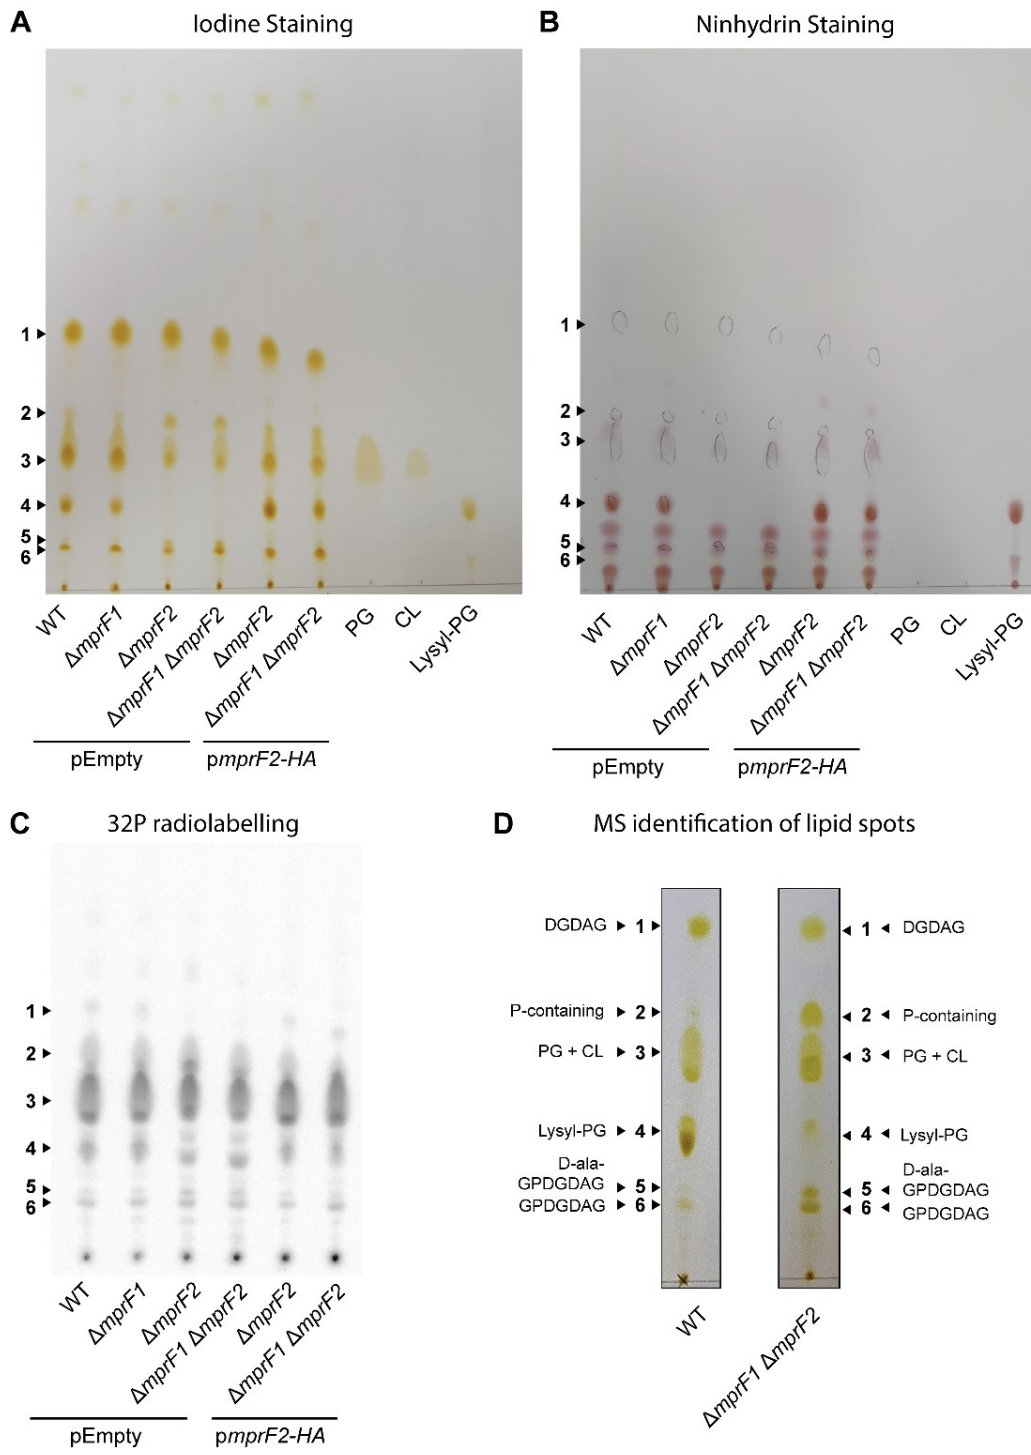 A Iodine Staining
1
2
3
4
5
6
WT
ΔmprF1
ΔmprF2
ΔmprF1 ΔmprF2
ΔmprF2
ΔmprF1 ΔmprF2
PG
CL
Lysyl-PG
pEmpty
pmprF2-HA
B Ninhydrin Staining
1
2
3
4
5
6
WT
ΔmprF1
ΔmprF2
ΔmprF1 ΔmprF2
ΔmprF2
ΔmprF1 ΔmprF2
PG
CL
Lysyl-PG
pEmpty
pmprF2-HA
C 32P radiolabelling
1
2
3
4
5
6
WT
ΔmprF1
ΔmprF2
ΔmprF1 ΔmprF2
ΔmprF2
ΔmprF1 ΔmprF2
pEmpty
pmprF2-HA
D MS identification of lipid spots
DGDAG 1
P-containing 2
PG + CL 3
Lysyl-PG 4
D-ala-
GPDGDAG 5
GPDGDAG 6
WT
1 DGDAG
2 P-containing
3 PG + CL
4 Lysyl-PG
D-ala-
5 GPDGDAG
6 GPDGDAG
ΔmprF1 ΔmprF2